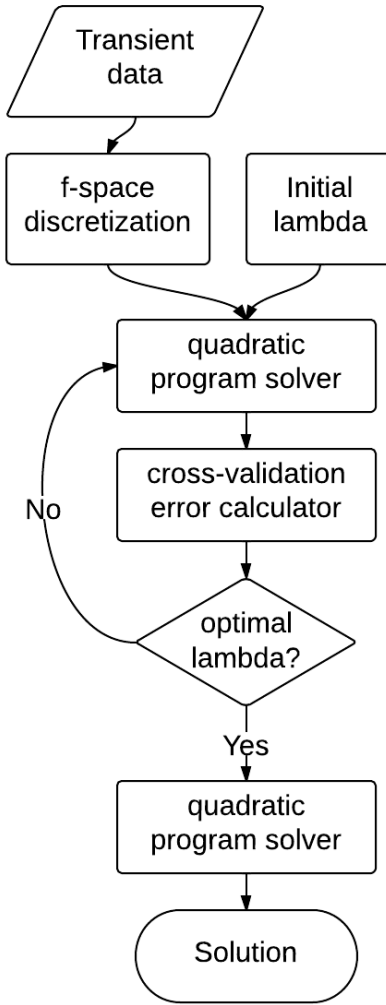 Transient
data
f-space
discretization
Initial
lambda
quadratic
program solver
cross-validation
error calculator
No
optimal
lambda?
Yes
quadratic
program solver
Solution